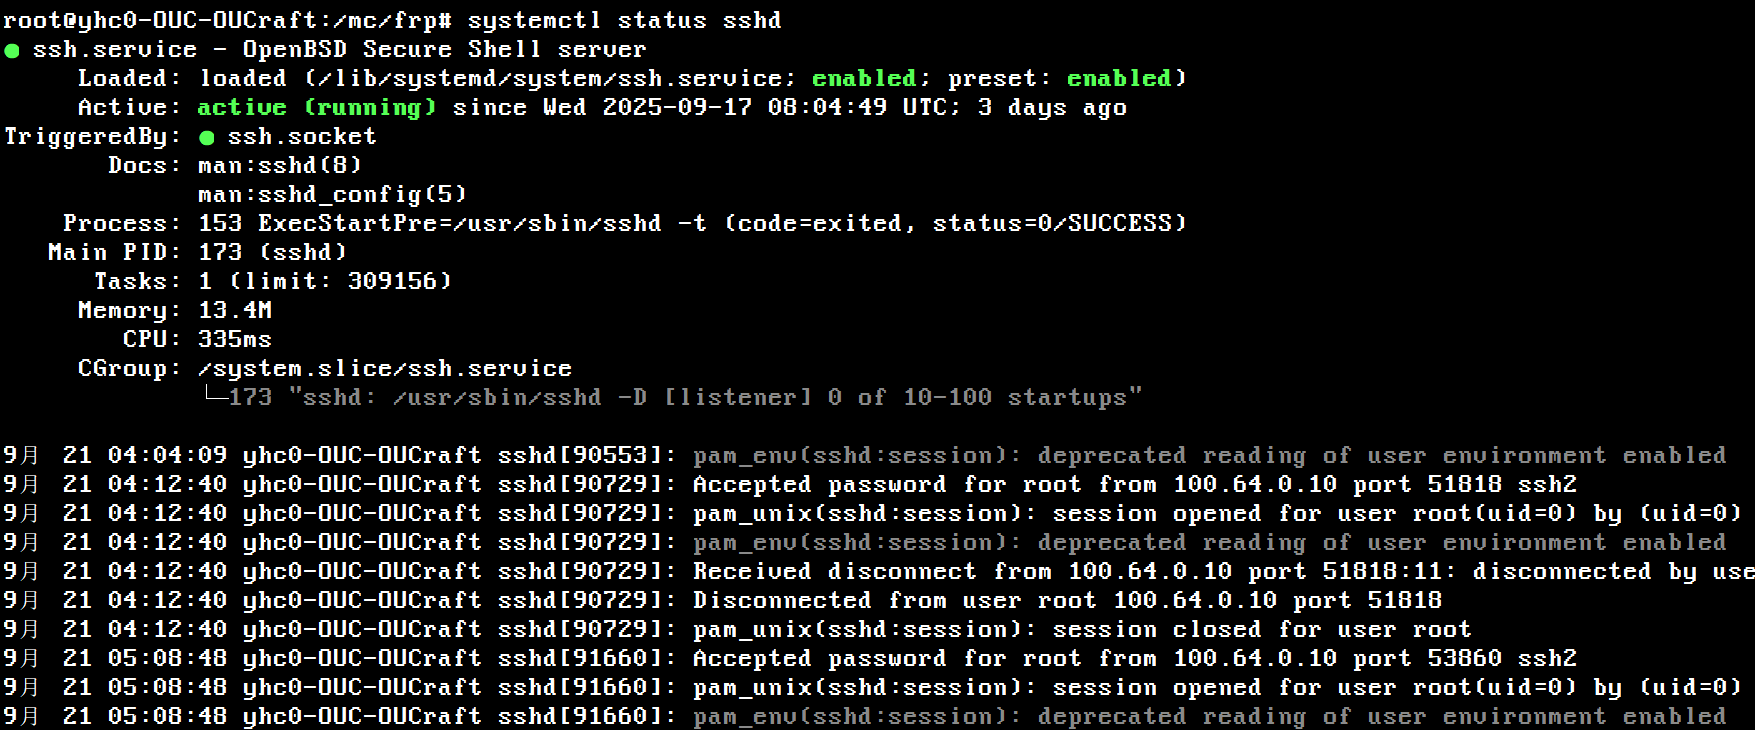 root@yhc0-OUC-OUCraft:/mc/frp# systemctl status sshd
● ssh.service - OpenBSD Secure Shell server
Loaded: loaded (/lib/systemd/system/ssh.service; enabled; preset: enabled)
Active: active (running) since Wed 2025-09-17 08:04:49 UTC; 3 days ago
TriggeredBy: ● ssh.socket
Docs: man:sshd(8)
man:sshd_config(5)
Process: 153 ExecStartPre=/usr/sbin/sshd -t (code=exited, status=0/SUCCESS)
Main PID: 173 (sshd)
Tasks: 1 (limit: 309156)
Memory: 13.4M
CPU: 335ms
CGroup: /system.slice/ssh.service
└─173 "sshd: /usr/sbin/sshd -D [listener] 0 of 10-100 startups"
9月 21 04:04:09 yhc0-OUC-OUCraft sshd[90553]: pam_env(sshd:session): deprecated reading of user environment enabled
9月 21 04:12:40 yhc0-OUC-OUCraft sshd[90729]: Accepted password for root from 100.64.0.10 port 51818 ssh2
9月 21 04:12:40 yhc0-OUC-OUCraft sshd[90729]: pam_unix(sshd:session): session opened for user root(uid=0) by (uid=0)
9月 21 04:12:40 yhc0-OUC-OUCraft sshd[90729]: pam_env(sshd:session): deprecated reading of user environment enabled
9月 21 04:12:40 yhc0-OUC-OUCraft sshd[90729]: Received disconnect from 100.64.0.10 port 51818:11: disconnected by use
9月 21 04:12:40 yhc0-OUC-OUCraft sshd[90729]: Disconnected from user root 100.64.0.10 port 51818
9月 21 04:12:40 yhc0-OUC-OUCraft sshd[90729]: pam_unix(sshd:session): session closed for user root
9月 21 05:08:48 yhc0-OUC-OUCraft sshd[91660]: Accepted password for root from 100.64.0.10 port 53860 ssh2
9月 21 05:08:48 yhc0-OUC-OUCraft sshd[91660]: pam_unix(sshd:session): session opened for user root(uid=0) by (uid=0)
9月 21 05:08:48 yhc0-OUC-OUCraft sshd[91660]: pam_env(sshd:session): deprecated reading of user environment enabled